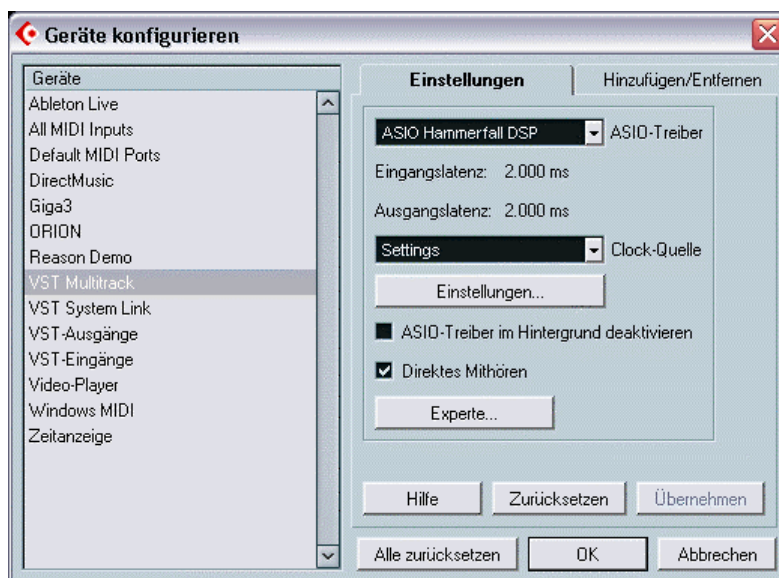 Geräte konfigurieren
Geräte
Ableton Live
All MIDI Inputs
Default MIDI Ports
DirectMusic
Giga3
ORION
Reason Demo
VST Multitrack
VST System Link
VST-Ausgänge
VST-Eingänge
Video-Player
Windows MIDI
Zeitanzeige
Einstellungen
Hinzufügen/Entfernen
ASIO Hammerfall DSP ASIO-Treiber
Eingangslatenz: 2.000 ms
Ausgangslatenz: 2.000 ms
Settings Clock-Quelle
Einstellungen...
ASIO-Treiber im Hintergrund deaktivieren
Direktes Mithören
Experte...
Hilfe Zurücksetzen Übernehmen
Alle zurücksetzen OK Abbrechen